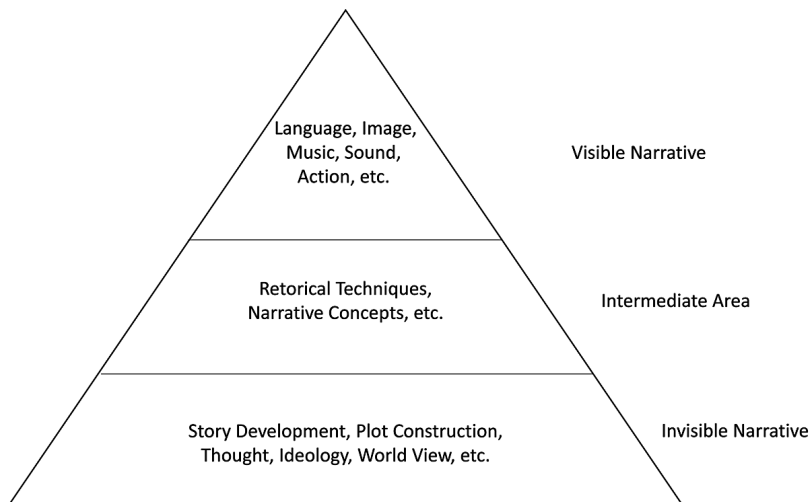 Language, Image,
Music, Sound,
Action, etc.
Visible Narrative
Retorical Techniques,
Narrative Concepts, etc.
Intermediate Area
Story Development, Plot Construction,
Thought, Ideology, World View, etc.
Invisible Narrative